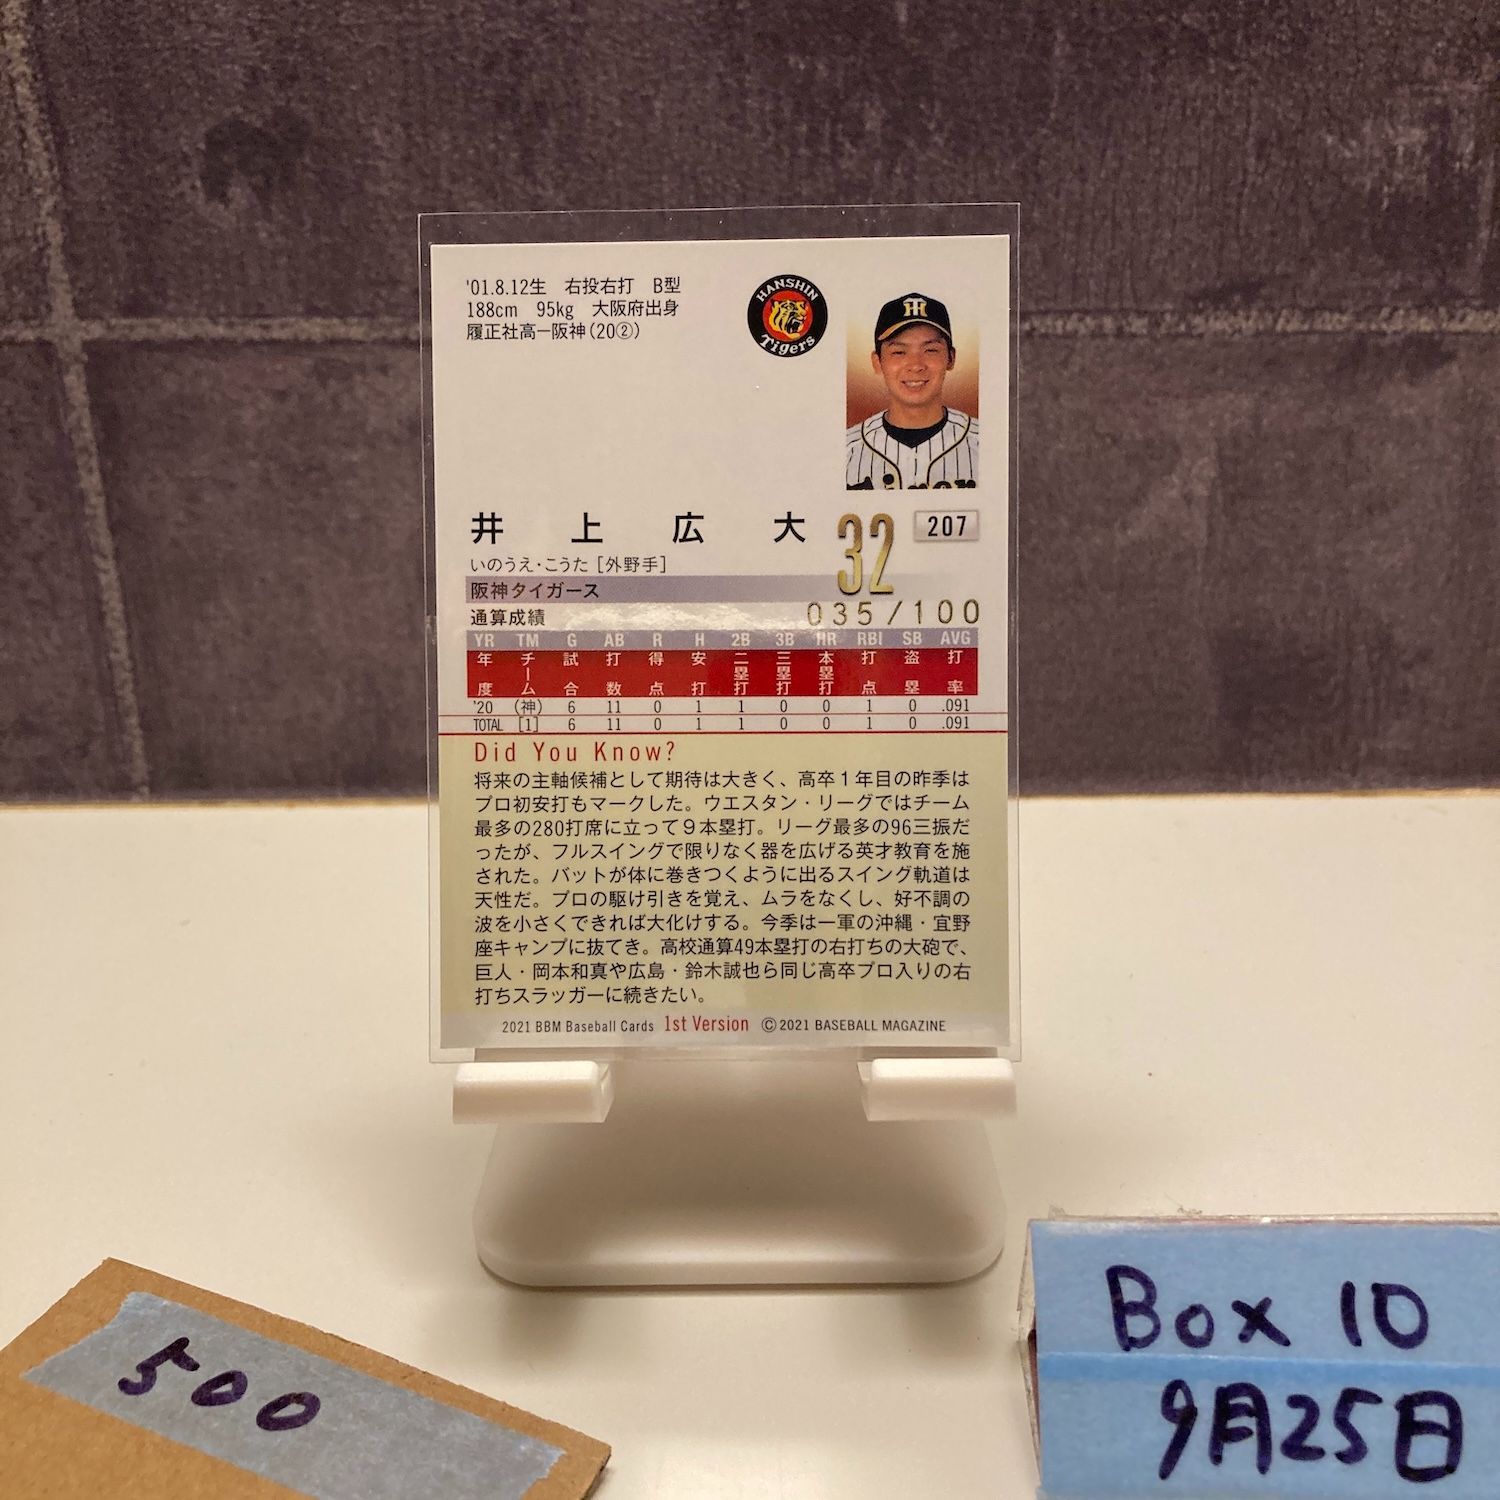 '01.8.12生 右投右打 B型
188cm 95kg 大阪府出身
履正社高―阪神(20②)
HANSHIN
Tigers
井上広大 32 207
いのうえ・こうた [外野手]
阪神タイガース
通算成績 035/100
YR TM G AB R H 2B 3B HR RBI SB AVG
年度 チーム 試合 打数 得点 安打 二塁打 三塁打 本塁打 打点 盗塁 打率
'20 (神) 6 11 0 1 1 0 0 1 0 .091
TOTAL [1] 6 11 0 1 1 0 0 1 0 .091
Did You Know?
将来の主軸候補として期待は大きく、高卒1年目の昨季は
プロ初安打もマークした。ウエスタン・リーグではチーム
最多の280打席に立って9本塁打。リーグ最多の96三振だ
ったが、フルスイングで限りなく器を広げる英才教育を施
された。バットが体に巻きつくように出るスイング軌道は
天性だ。プロの駆け引きを覚え、ムラをなくし、好不調の
波を小さくできれば大化けする。今季は一軍の沖縄・宜野
座キャンプに抜てき。高校通算49本塁打の右打ちの大砲で、
巨人・岡本和真や広島・鈴木誠也ら同じ高卒プロ入りの右
打ちスラッガーに続きたい。
2021 BBM Baseball Cards 1st Version ©2021 BASEBALL MAGAZINE
500
Box 10
9月25日